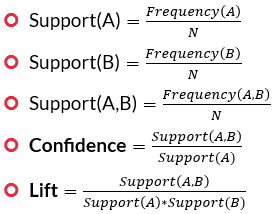 Support(A) = Frequency(A)/N
Support(B) = Frequency(B)/N
Support(A,B) = Frequency(A,B)/N
Confidence = Support(A,B)/Support(A)
Lift = Support(A,B)/Support(A)*Support(B)